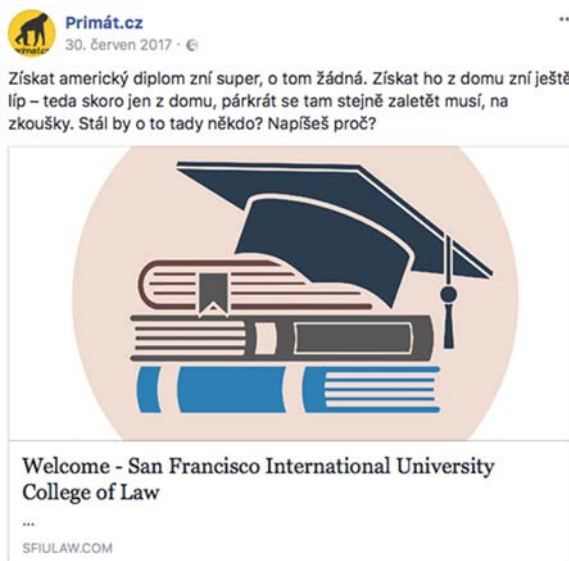 Primát.cz
30. červen 2017 ·
Získat americký diplom zní super, o tom žádná. Získat ho z domu zní ještě
líp – teda skoro jen z domu, párkrát se tam stejně zaletět musí, na
zkoušky. Stál by o to tady někdo? Napíšeš proč?
Welcome - San Francisco International University
College of Law
...
SFIULAW.COM